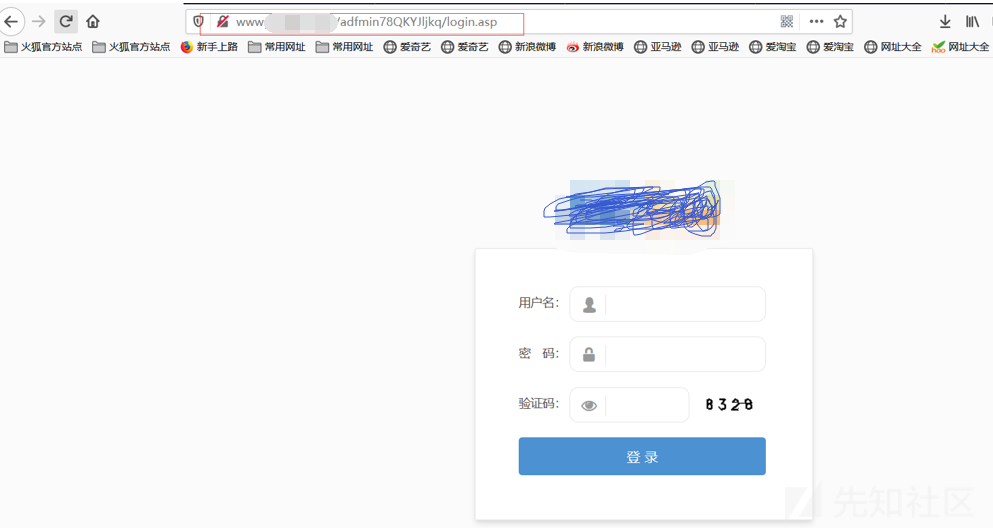 www /adfmin78QKYJljkq/login.asp
火狐官方站点 火狐官方站点 新手上路 常用网址 常用网址 爱奇艺 爱奇艺 新浪微博 新浪微博 亚马逊 亚马逊 爱淘宝 爱淘宝 网址大全 网址大全
用户名:
密 码:
验证码: 8328
登 录
先知社区